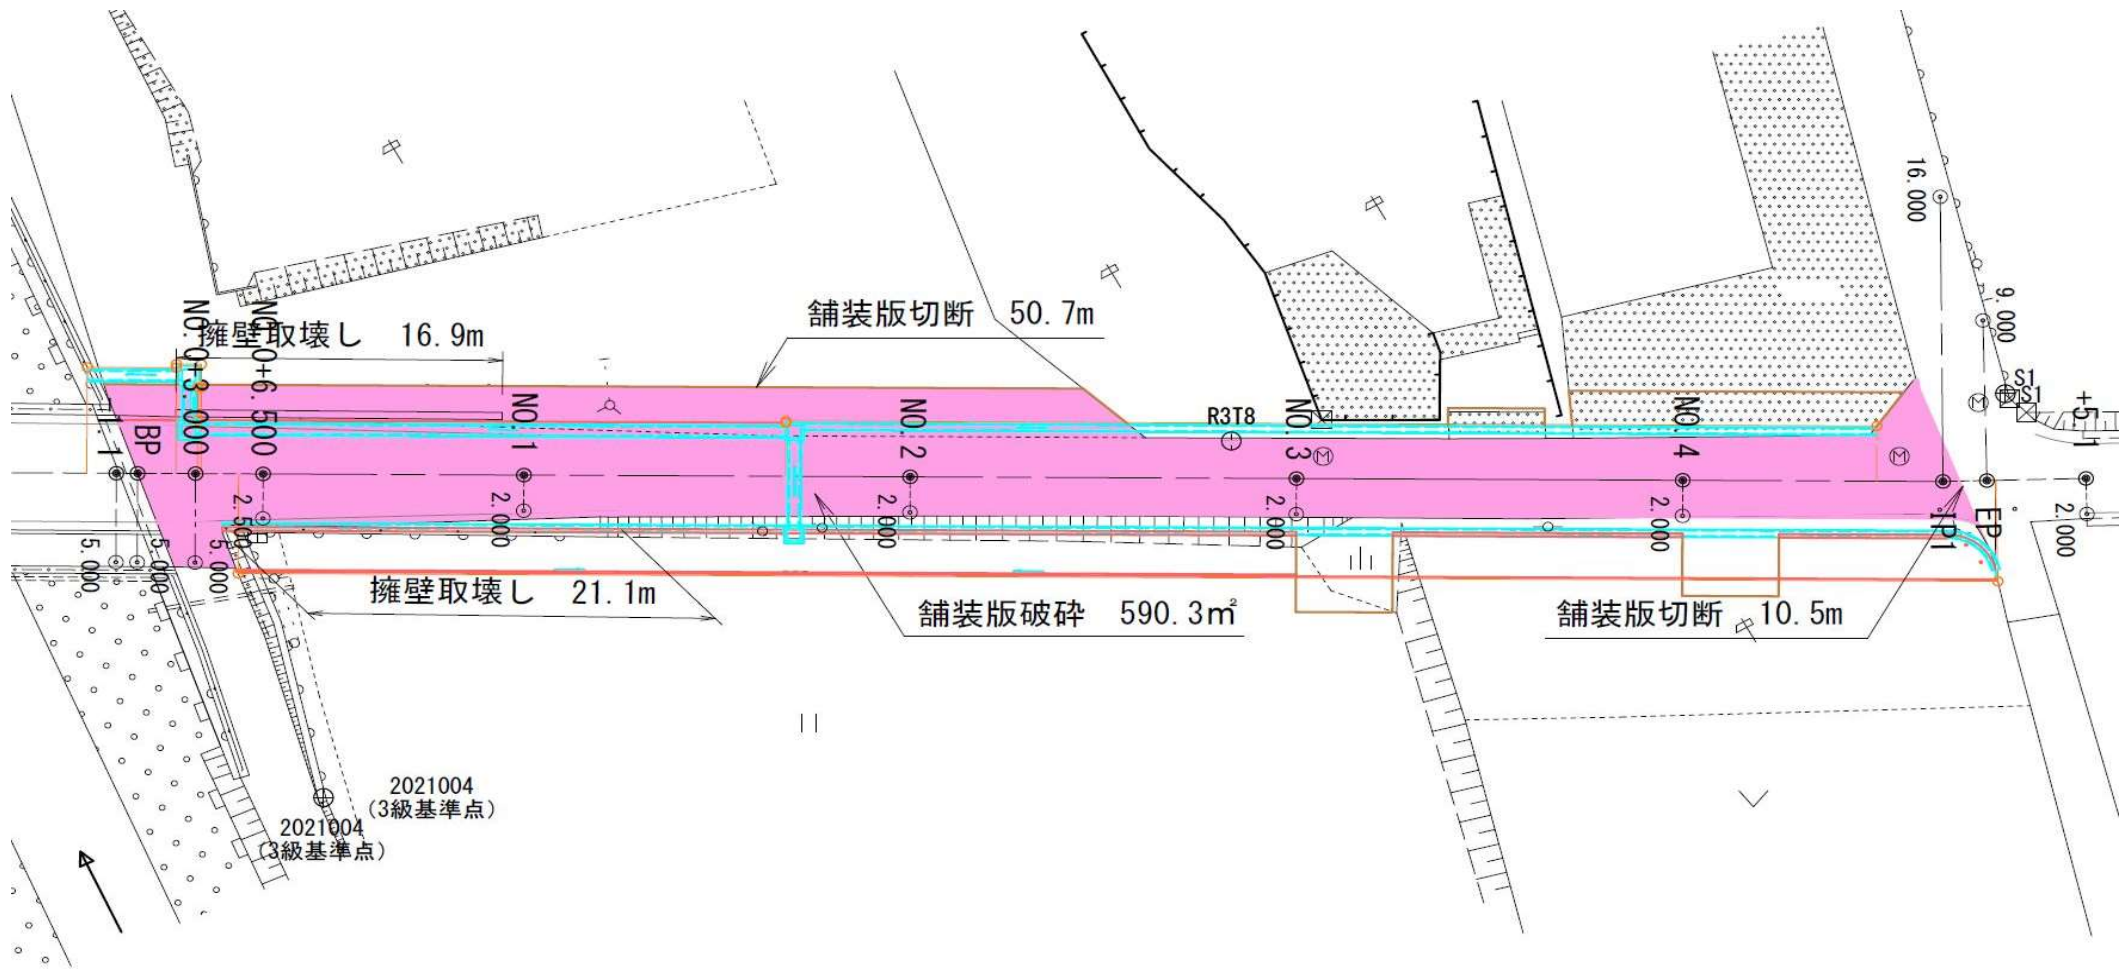 16.000
9.000
舗装版切断 50.7m
擁壁取壊し 16.9m
NO.0+3.000
NO.0+6.500
NO.1
NO.2
R3T8
NO.3
NO.4
S1
S1
+5.1
-1
BP
M
M
M
2.500
2.000
2.000
2.000
2.000
2.000
5.000
5.000
5.000
IP1
EP
擁壁取壊し 21.1m
舗装版破砕 590.3㎡
舗装版切断 10.5m
2021004
(3級基準点)
2021004
(3級基準点)